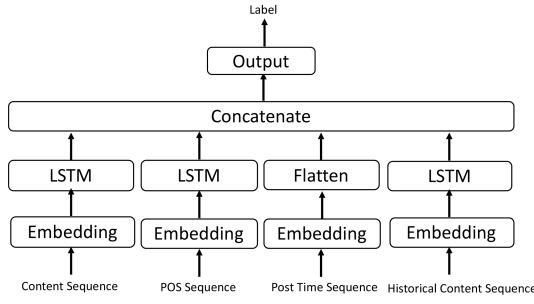 Label
Output
Concatenate
LSTM LSTM Flatten LSTM
Embedding Embedding Embedding Embedding
Content Sequence POS Sequence Post Time Sequence Historical Content Sequence